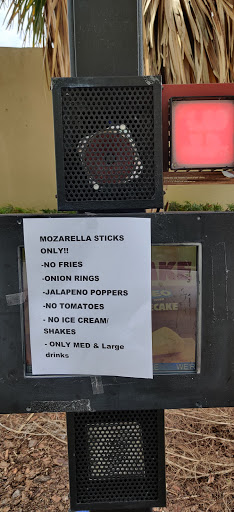 MOZARELLA STICKS
ONLY!!
-NO FRIES
-ONION RINGS
-JALAPENO POPPERS
-NO TOMATOES
- NO ICE CREAM/
SHAKES
- ONLY MED & Large
drinks